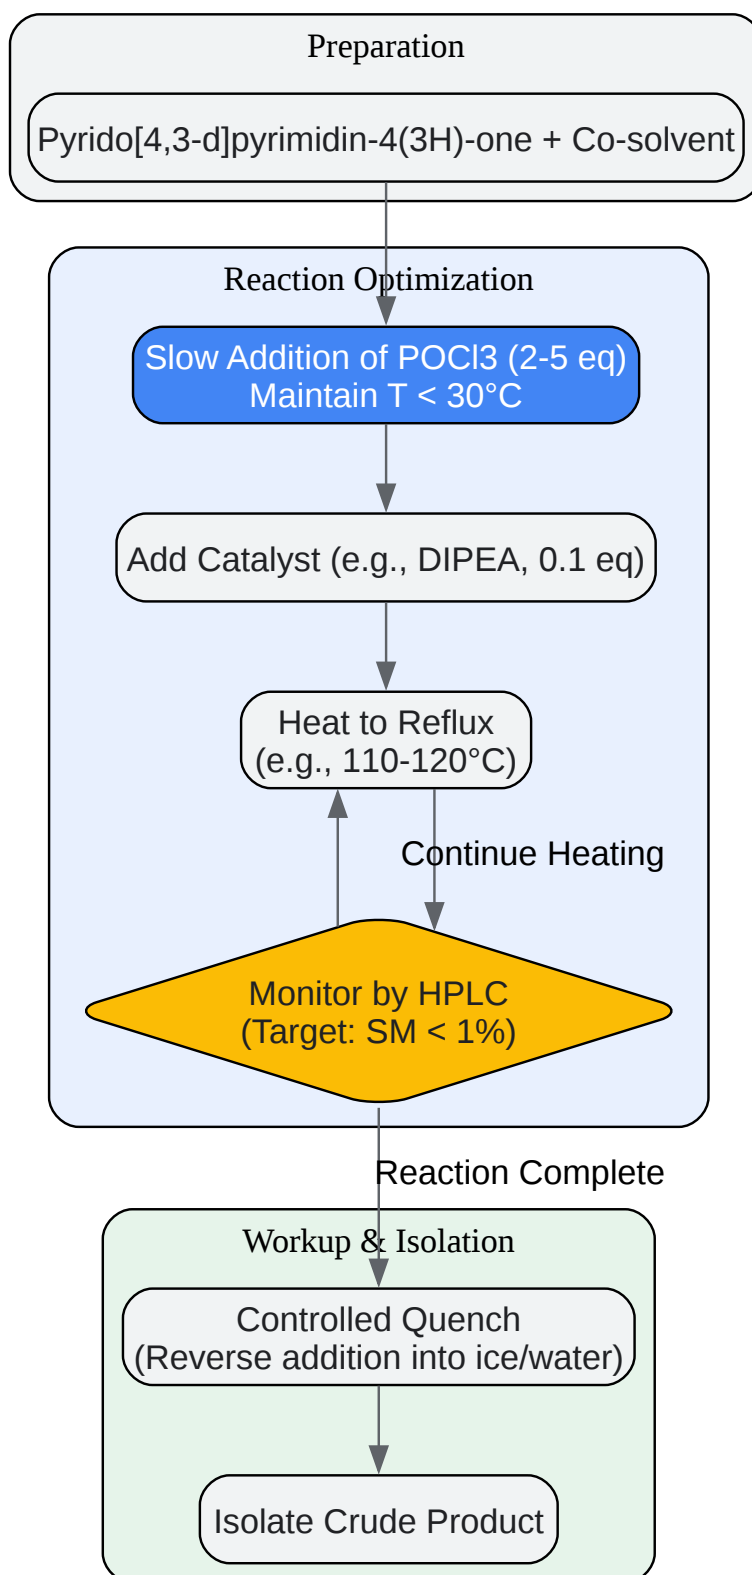 Preparation
Pyrido[4,3-d]pyrimidin-4(3H)-one + Co-solvent
Reaction Optimization
Slow Addition of POCl3 (2-5 eq)
Maintain T < 30°C
Add Catalyst (e.g., DIPEA, 0.1 eq)
Heat to Reflux
(e.g., 110-120°C)
Continue Heating
Monitor by HPLC
(Target: SM < 1%)
Reaction Complete
Workup & Isolation
Controlled Quench
(Reverse addition into ice/water)
Isolate Crude Product